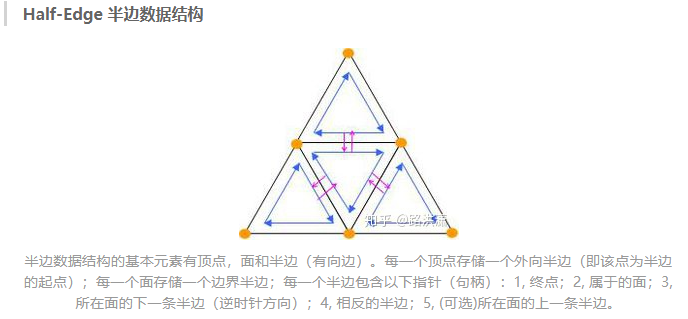 Half-Edge 半边数据结构
知乎 @路洪瀛
半边数据结构的基本元素有顶点，面和半边（有向边）。每一个顶点存储一个外向半边（即该点为半边
的起点）；每一个面存储一个边界半边；每一个半边包含以下指针（句柄）：1, 终点；2, 属于的面；3,
所在面的下一条半边（逆时针方向）；4, 相反的半边；5, (可选)所在面的上一条半边。